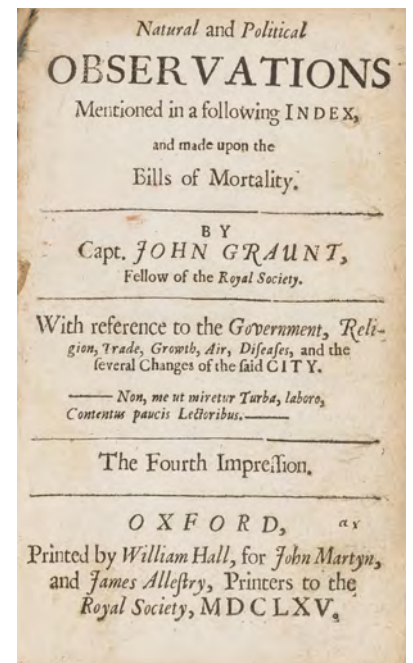 Natural and Political
OBSERVATIONS
Mentioned in a following INDEX,
and made upon the
Bills of Mortality.
BY
Capt. JOHN GRAUNT,
Fellow of the Royal Society.
With reference to the Government, Reli-
gion, Trade, Growth, Air, Diſeaſes, and the
ſeveral Changes of the ſaid CITY.
—— Non, me ut miretur Turba, laboro,
Contentus paucis Lectoribus.——
The Fourth Impreſſion.
OXFORD,
Printed by William Hall, for John Martyn,
and James Alleſtry, Printers to the
Royal Society, MDCLXV.